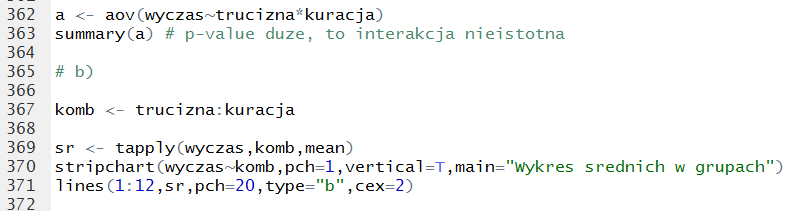 362 a <- aov(wyczas~trucizna*kuracja)
363 summary(a) # p-value duze, to interakcja nieistotna
364
365 # b)
366
367 komb <- trucizna:kuracja
368
369 sr <- tapply(wyczas,komb,mean)
370 stripchart(wyczas~komb,pch=1,vertical=T,main="Wykres srednich w grupach")
371 lines(1:12,sr,pch=20,type="b",cex=2)
372